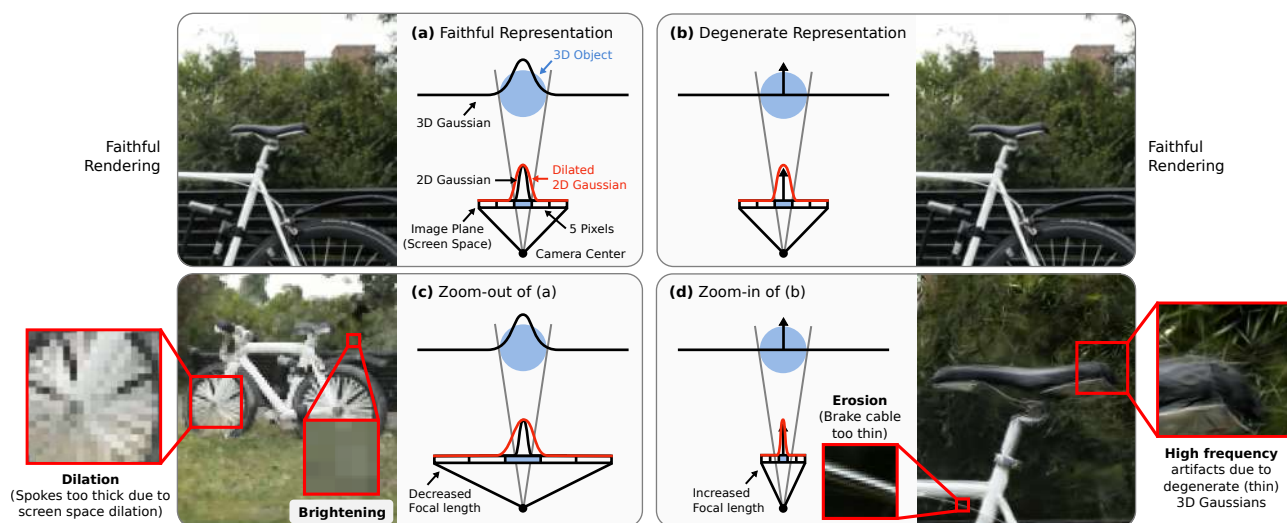 (a) Faithful Representation
3D Object
3D Gaussian
2D Gaussian
Dilated
2D Gaussian
Image Plane
(Screen Space)
5 Pixels
Camera Center
Faithful
Rendering
(b) Degenerate Representation
Faithful
Rendering
(c) Zoom-out of (a)
Decreased
Focal length
Dilation
(Spokes too thick due to
screen space dilation)
Brightening
(d) Zoom-in of (b)
Erosion
(Brake cable
too thin)
Increased
Focal length
High frequency
artifacts due to
degenerate (thin)
3D Gaussians